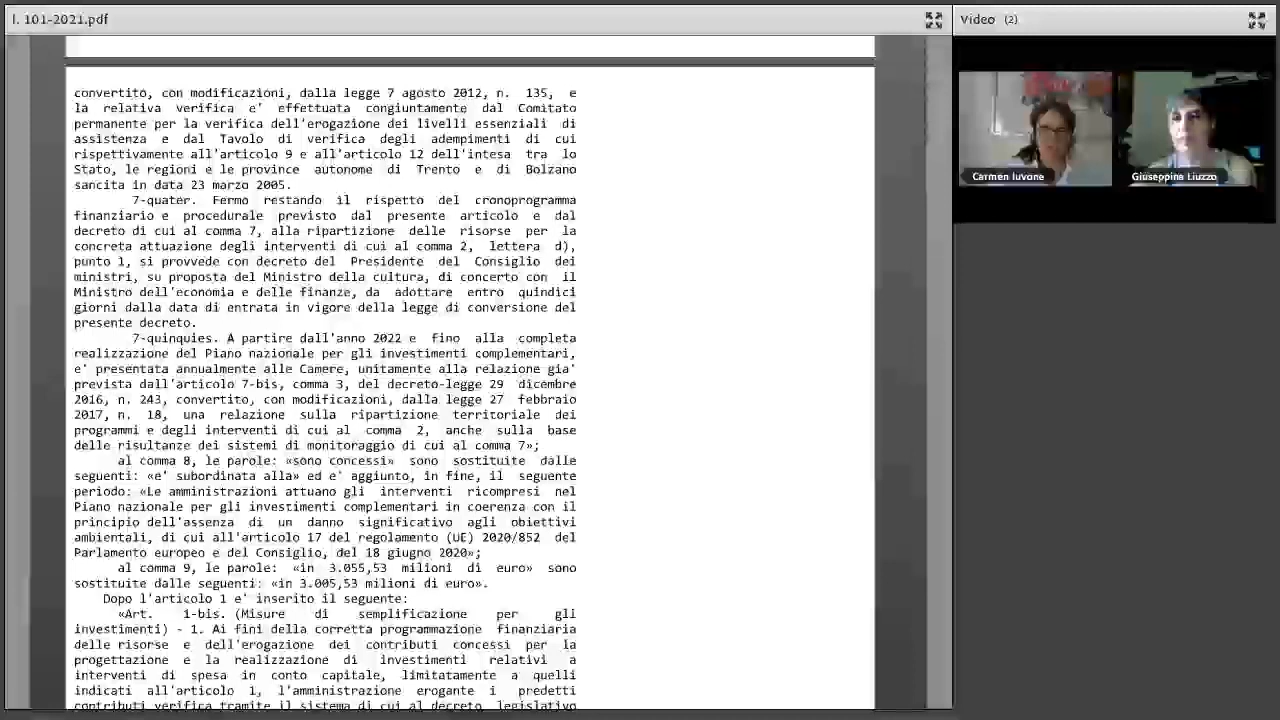 l. 101-2021.pdf
Video (2)
convertito, con modificazioni, dalla legge 7 agosto 2012, n. 135, e
la relativa verifica e' effettuata congiuntamente dal Comitato
permanente per la verifica dell'erogazione dei livelli essenziali di
assistenza e dal Tavolo di verifica degli adempimenti di cui
rispettivamente all'articolo 9 e all'articolo 12 dell'intesa tra lo
Stato, le regioni e le province autonome di Trento e di Bolzano
sancita in data 23 marzo 2005.
7-quater. Fermo restando il rispetto del cronoprogramma
finanziario e procedurale previsto dal presente articolo e dal
decreto di cui al comma 7, alla ripartizione delle risorse per la
concreta attuazione degli interventi di cui al comma 2, lettera d),
punto 1, si provvede con decreto del Presidente del Consiglio dei
ministri, su proposta del Ministro della cultura, di concerto con il
Ministro dell'economia e delle finanze, da adottare entro quindici
giorni dalla data di entrata in vigore della legge di conversione del
presente decreto.
7-quinquies. A partire dall'anno 2022 e fino alla completa
realizzazione del Piano nazionale per gli investimenti complementari,
e' presentata annualmente alle Camere, unitamente alla relazione gia'
prevista dall'articolo 7-bis, comma 3, del decreto-legge 29 dicembre
2016, n. 243, convertito, con modificazioni, dalla legge 27 febbraio
2017, n. 18, una relazione sulla ripartizione territoriale dei
programmi e degli interventi di cui al comma 2, anche sulla base
delle risultanze dei sistemi di monitoraggio di cui al comma 7»;
al comma 8, le parole: «sono concessi» sono sostituite dalle
seguenti: «e' subordinata alla» ed e' aggiunto, in fine, il seguente
periodo: «Le amministrazioni attuano gli interventi ricompresi nel
Piano nazionale per gli investimenti complementari in coerenza con il
principio dell'assenza di un danno significativo agli obiettivi
ambientali, di cui all'articolo 17 del regolamento (UE) 2020/852 del
Parlamento europeo e del Consiglio, del 18 giugno 2020»;
al comma 9, le parole: «in 3.055,53 milioni di euro» sono
sostituite dalle seguenti: «in 3.005,53 milioni di euro».
Dopo l'articolo 1 e' inserito il seguente:
«Art. 1-bis. (Misure di semplificazione per gli
investimenti) - 1. Ai fini della corretta programmazione finanziaria
delle risorse e dell'erogazione dei contributi concessi per la
progettazione e la realizzazione di investimenti relativi a
interventi di spesa in conto capitale, limitatamente a quelli
indicati all'articolo 1, l'amministrazione erogante i predetti
contributi verifica tramite il sistema di cui al decreto legislativo
Carmen Iuvone
Giuseppina Liuzzo